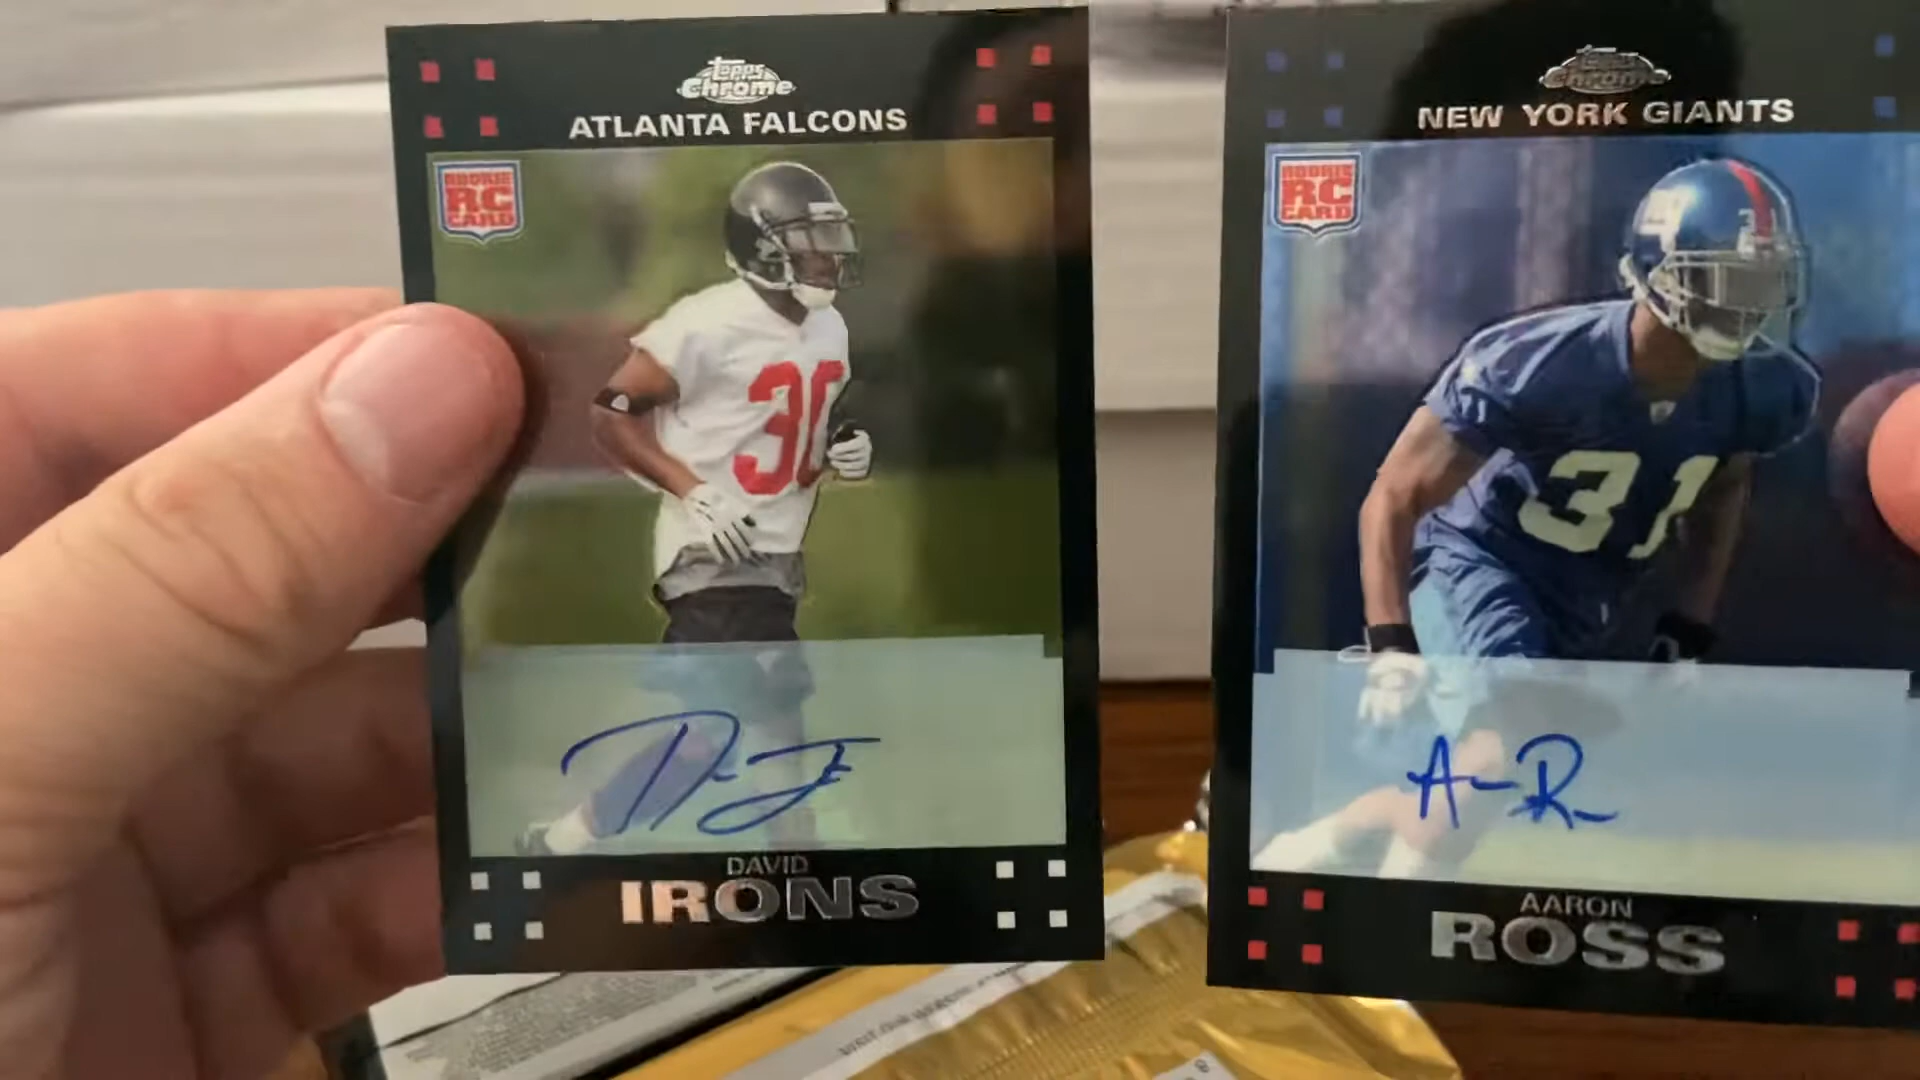 Topps
Chrome
ATLANTA FALCONS
ROOKIE
RC
CARD
30
DAVID
IRONS
Topps
Chrome
NEW YORK GIANTS
ROOKIE
RC
CARD
31
31
AARON
ROSS